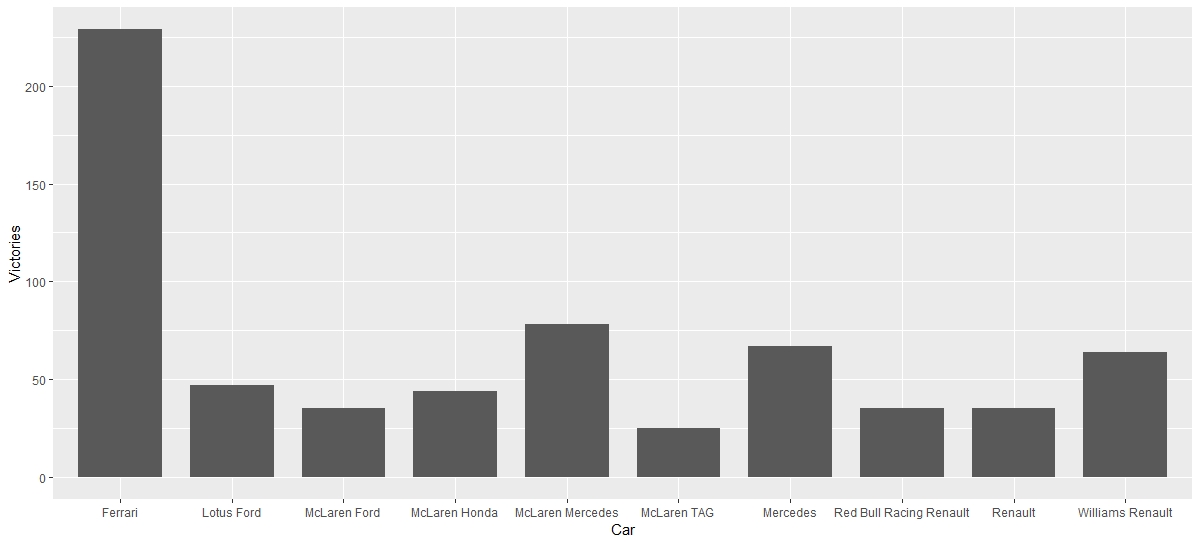 Victories
200
150
100
50
0
Ferrari Lotus Ford McLaren Ford McLaren Honda McLaren Mercedes McLaren TAG Mercedes Red Bull Racing Renault Renault Williams Renault
Car